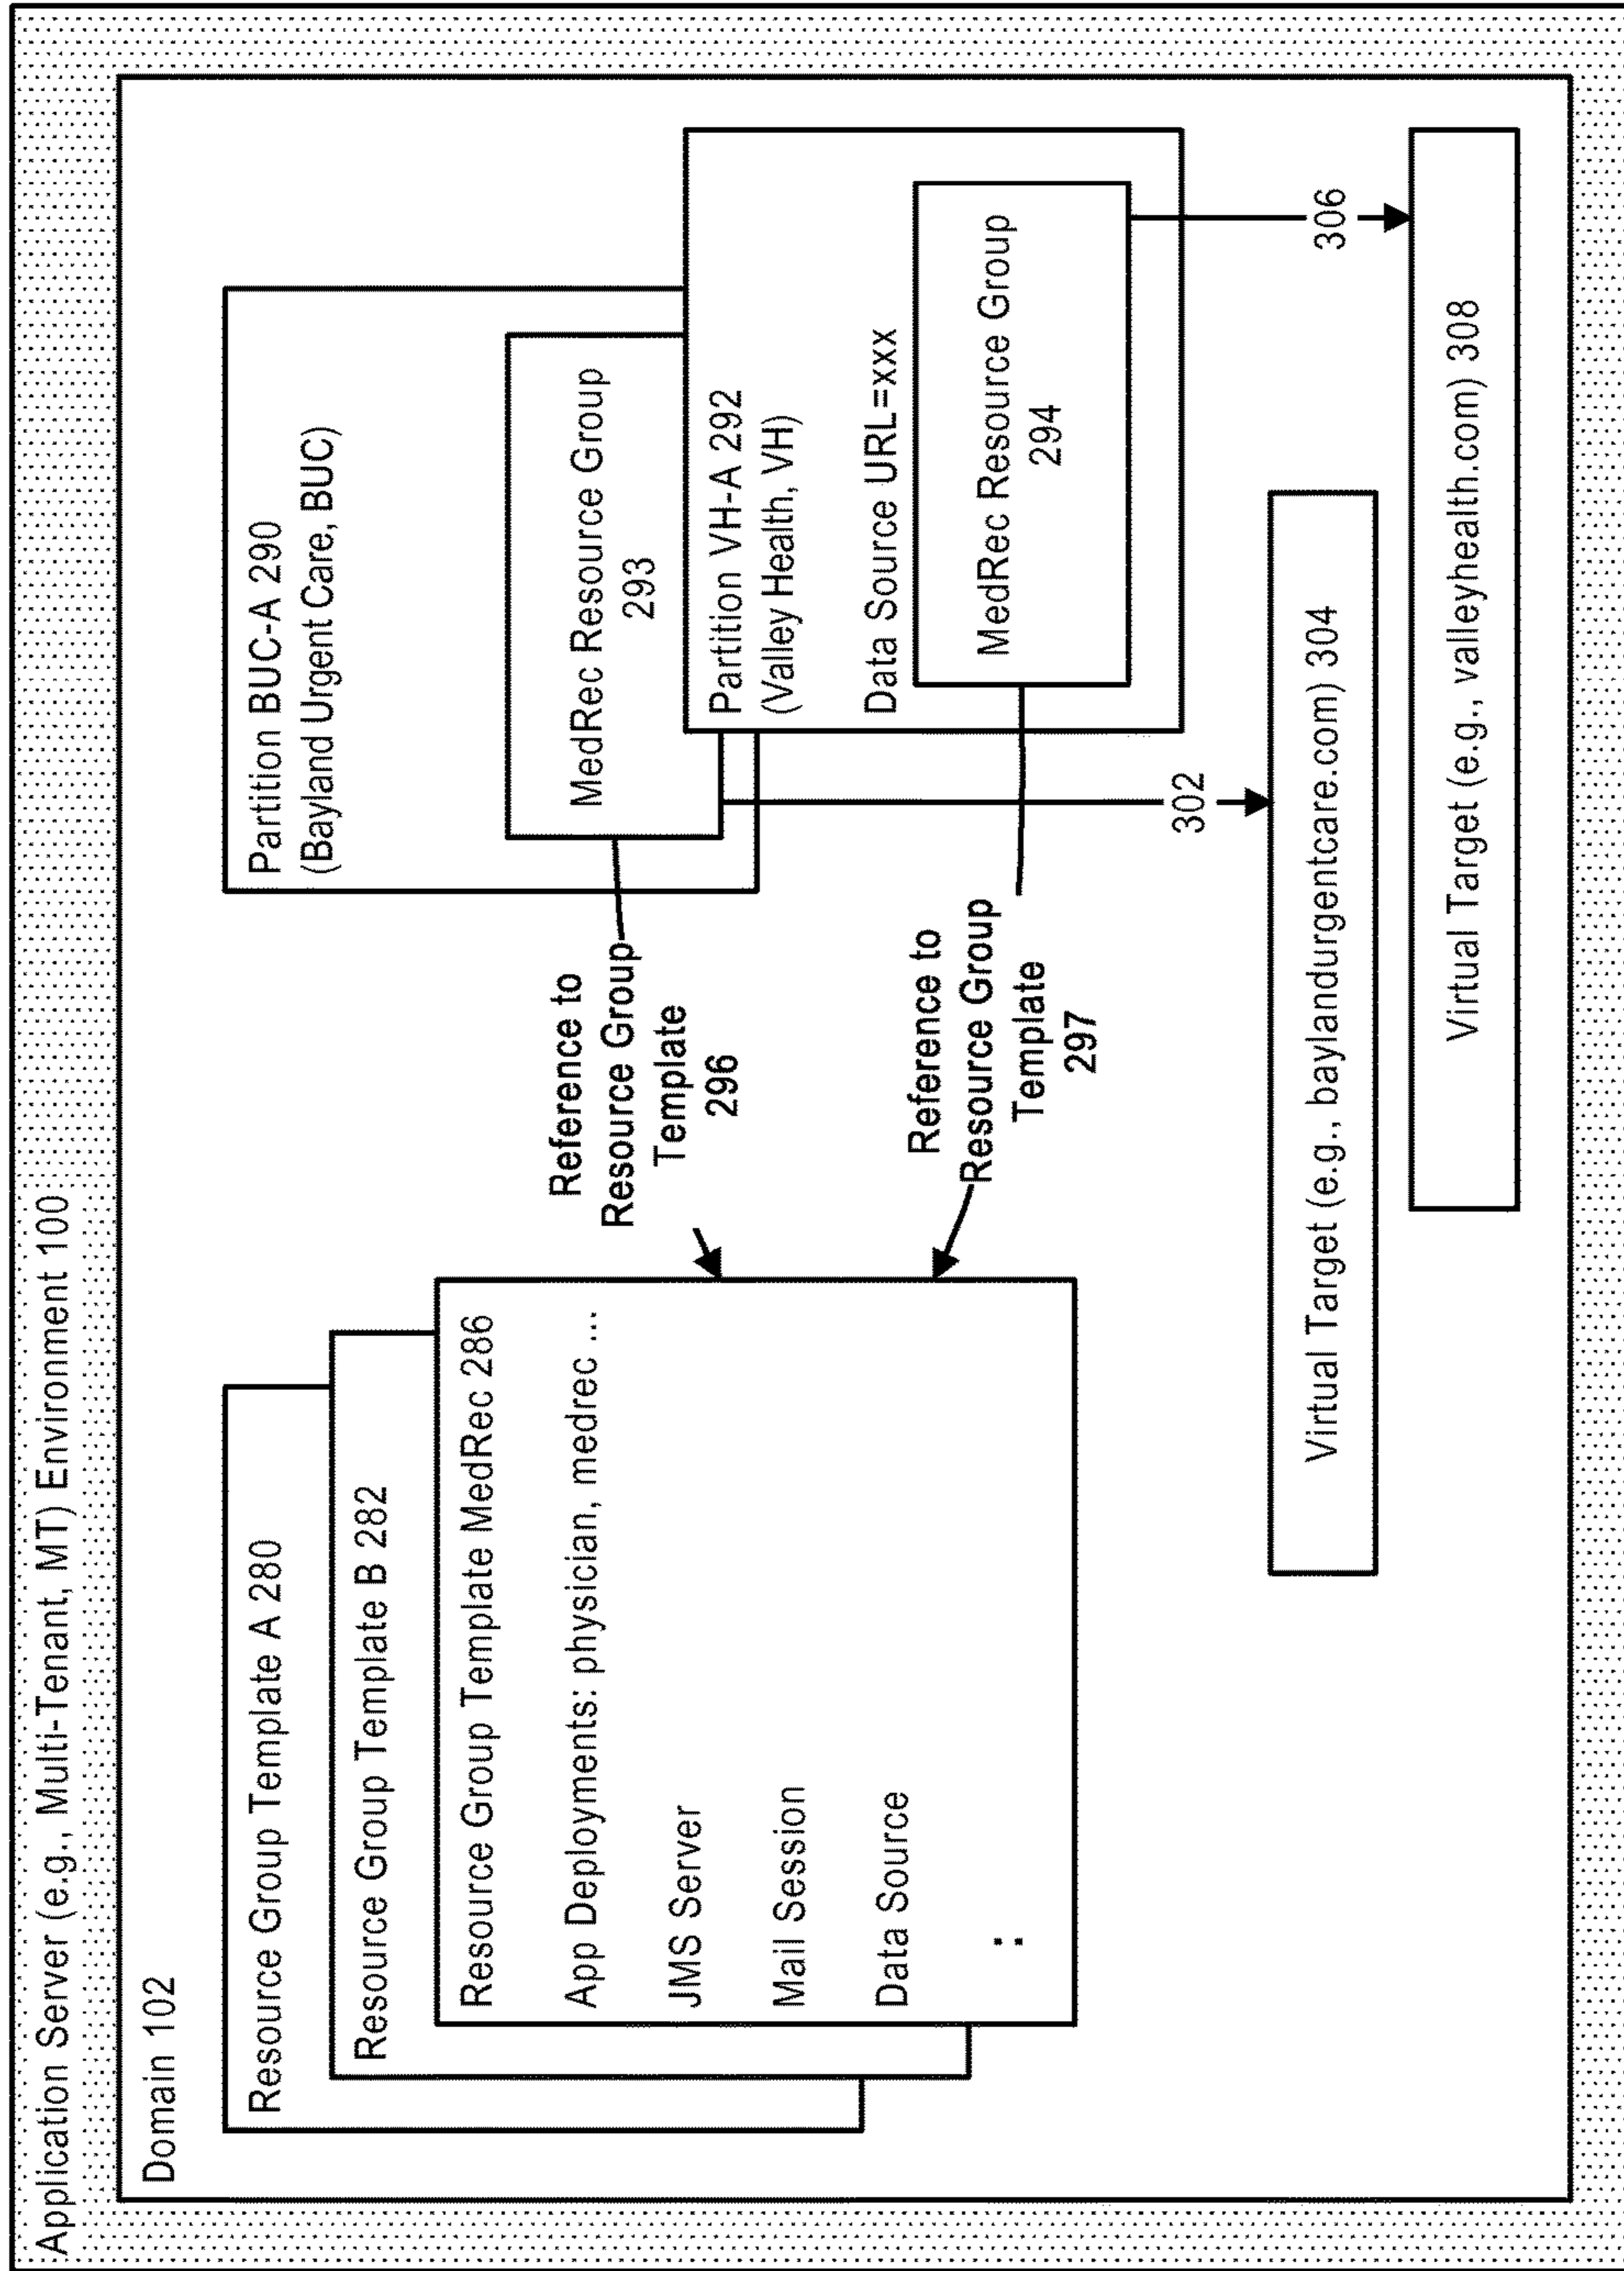 Application Server (e.g., Multi-Tenant, MT) Environment 100
Domain 102
Resource Group Template A 280
Resource Group Template B 282
Resource Group Template MedRec 286
App Deployments: physician, medrec ...
JMS Server
Mail Session
Data Source
:
Reference to
Resource Group
Template
296
Reference to
Resource Group
Template
297
Partition BUC-A 290
(Bayland Urgent Care, BUC)
MedRec Resource Group
293
Partition VH-A 292
(Valley Health, VH)
Data Source URL=xxx
MedRec Resource Group
294
302
306
Virtual Target (e.g., baylandurgentcare.com) 304
Virtual Target (e.g., valleyhealth.com) 308